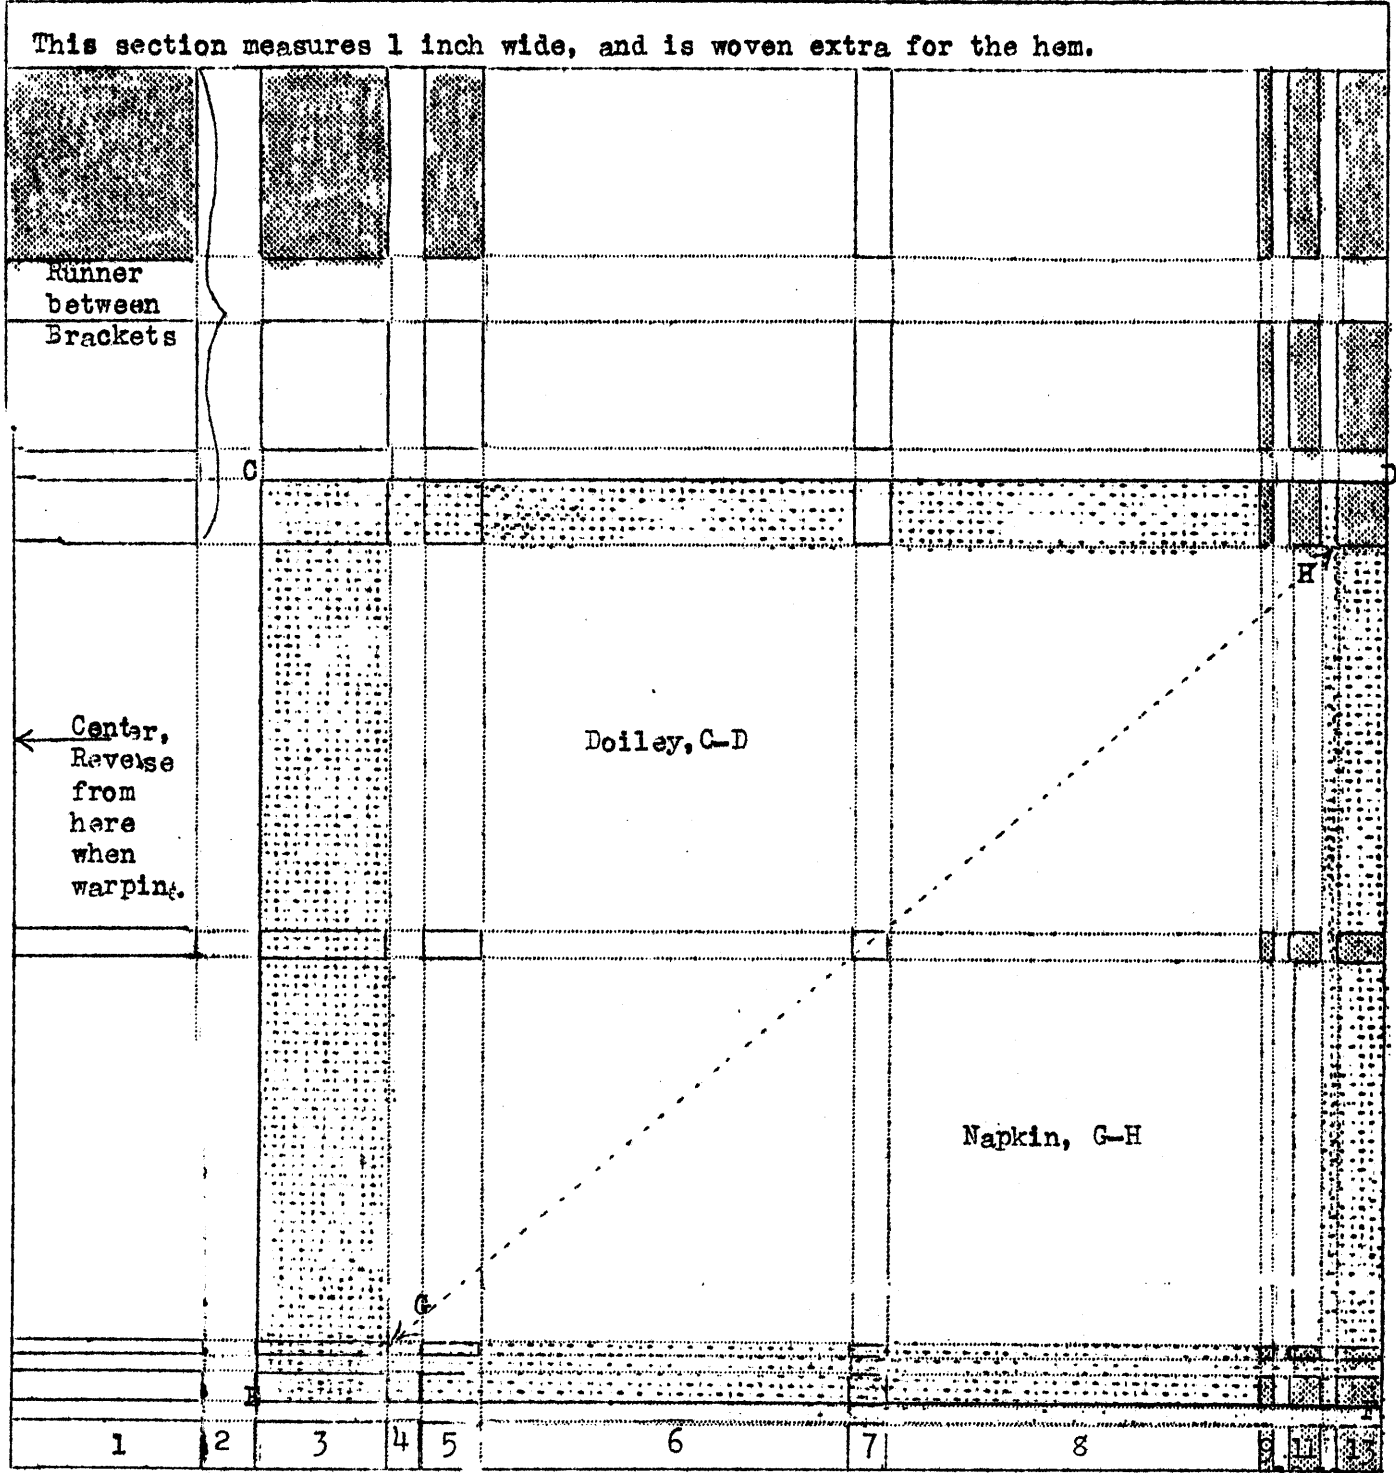 This section measures 1 inch wide, and is woven extra for the hem.
Runner
between
Brackets
C
D
H
Center,
Reverse
from
here
when
warping.
Doiley, C-D
Napkin, G-H
G
E
1 2 3 4 5 6 7 8 9 11 13